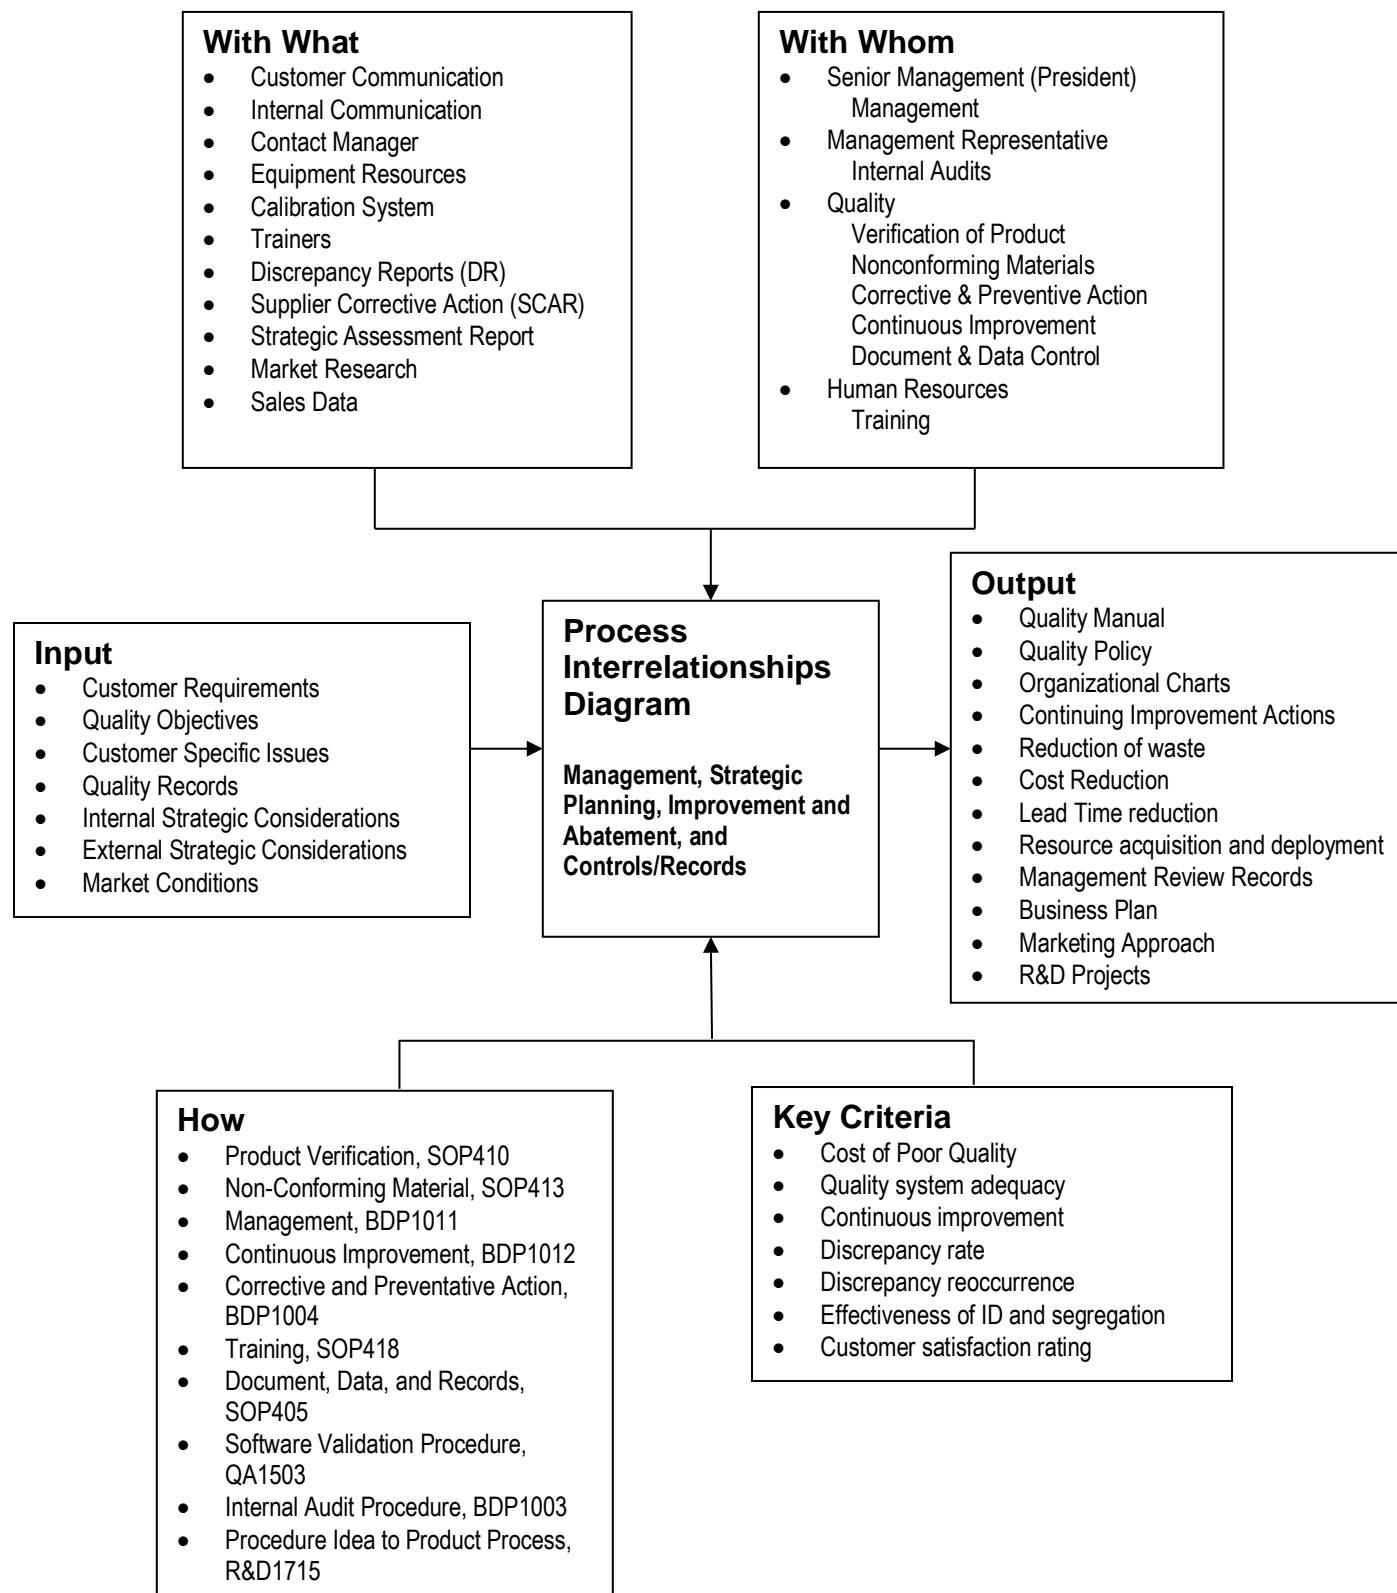 With What
• Customer Communication
• Internal Communication
• Contact Manager
• Equipment Resources
• Calibration System
• Trainers
• Discrepancy Reports (DR)
• Supplier Corrective Action (SCAR)
• Strategic Assessment Report
• Market Research
• Sales Data
With Whom
• Senior Management (President)
Management
• Management Representative
Internal Audits
• Quality
Verification of Product
Nonconforming Materials
Corrective & Preventive Action
Continuous Improvement
Document & Data Control
• Human Resources
Training
Input
• Customer Requirements
• Quality Objectives
• Customer Specific Issues
• Quality Records
• Internal Strategic Considerations
• External Strategic Considerations
• Market Conditions
Process
Interrelationships
Diagram
Management, Strategic
Planning, Improvement and
Abatement, and
Controls/Records
Output
• Quality Manual
• Quality Policy
• Organizational Charts
• Continuing Improvement Actions
• Reduction of waste
• Cost Reduction
• Lead Time reduction
• Resource acquisition and deployment
• Management Review Records
• Business Plan
• Marketing Approach
• R&D Projects
How
• Product Verification, SOP410
• Non-Conforming Material, SOP413
• Management, BDP1011
• Continuous Improvement, BDP1012
• Corrective and Preventative Action,
BDP1004
• Training, SOP418
• Document, Data, and Records,
SOP405
• Software Validation Procedure,
QA1503
• Internal Audit Procedure, BDP1003
• Procedure Idea to Product Process,
R&D1715
Key Criteria
• Cost of Poor Quality
• Quality system adequacy
• Continuous improvement
• Discrepancy rate
• Discrepancy reoccurrence
• Effectiveness of ID and segregation
• Customer satisfaction rating